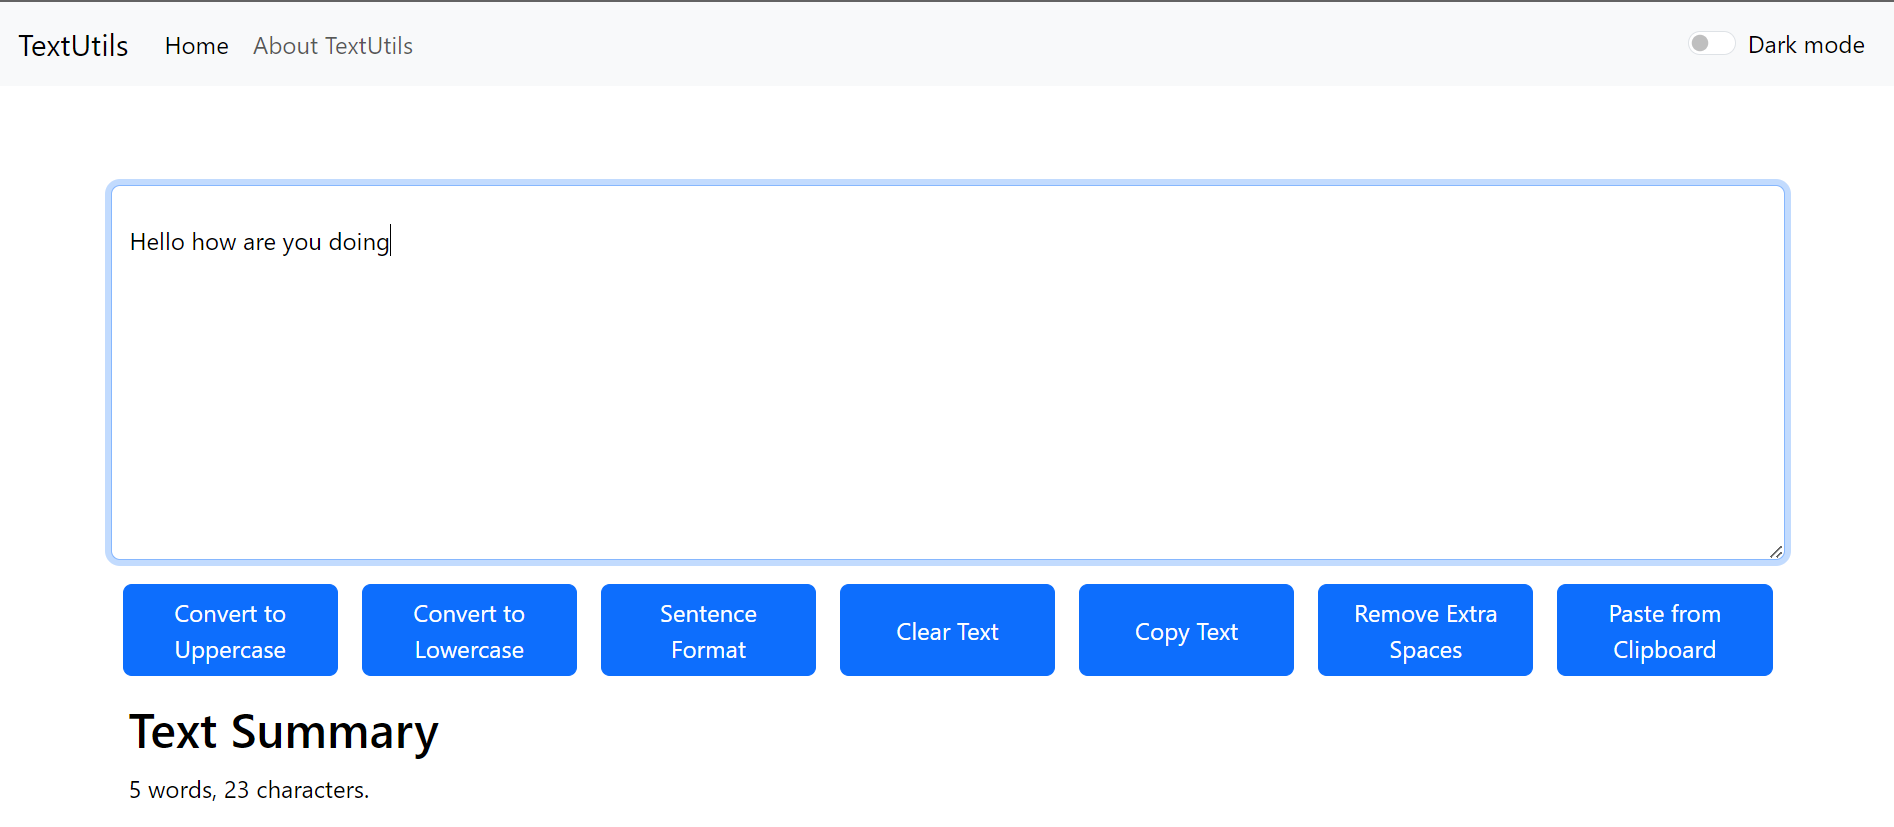 TextUtils Home About TextUtils Dark mode
Hello how are you doing
Convert to Uppercase
Convert to Lowercase
Sentence Format
Clear Text
Copy Text
Remove Extra Spaces
Paste from Clipboard
Text Summary
5 words, 23 characters.